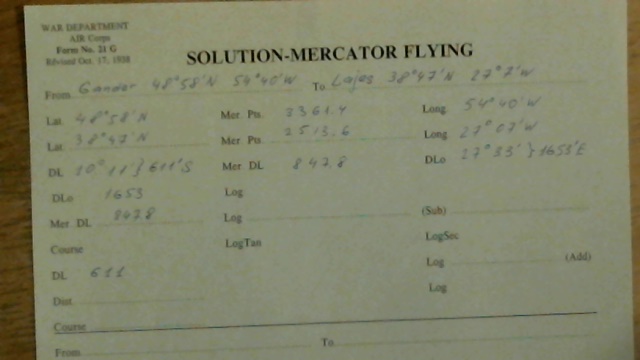 WAR DEPARTMENT
AIR Corps
Form No. 21 G
Revised Oct. 17, 1938
SOLUTION-MERCATOR FLYING
From Gander 48°58'N 54°40'W To Lajes 38°47'N 27°7'W
Lat. 48°58'N Mer Pts. 3361.4 Long 54°40'W
Lat. 38°47'N Mer Pts. 2513.6 Long 27°07'W
DL 10°11'}611'S Mer DL 847.8 DLo 27°33'}1653'E
DLo 1653 Log
Mer DL 847.8 Log (Sub)
Course LogTan LogSec
DL 611 Log (Add)
Dist. Log
Course
From To